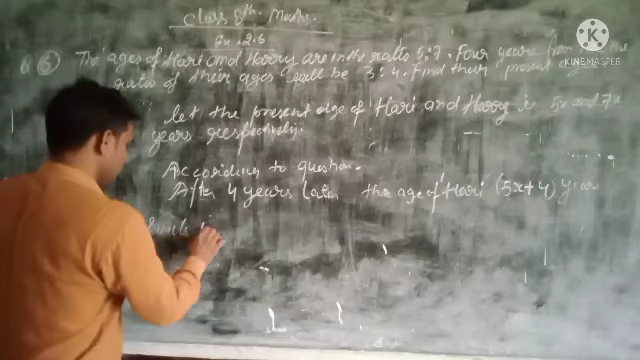 Class 8th. Maths.
Ex 2.6
Q 6 The ages of Hari and Harry are in the ratio 5:7. Four years from the
ratio of their ages will be 3:4. Find their present
let the present age of Hari and Harry is 5x and 7x
years respectively.
According to question.
After 4 years later the age of Hari (5x+4) years
K
KINEMASTER